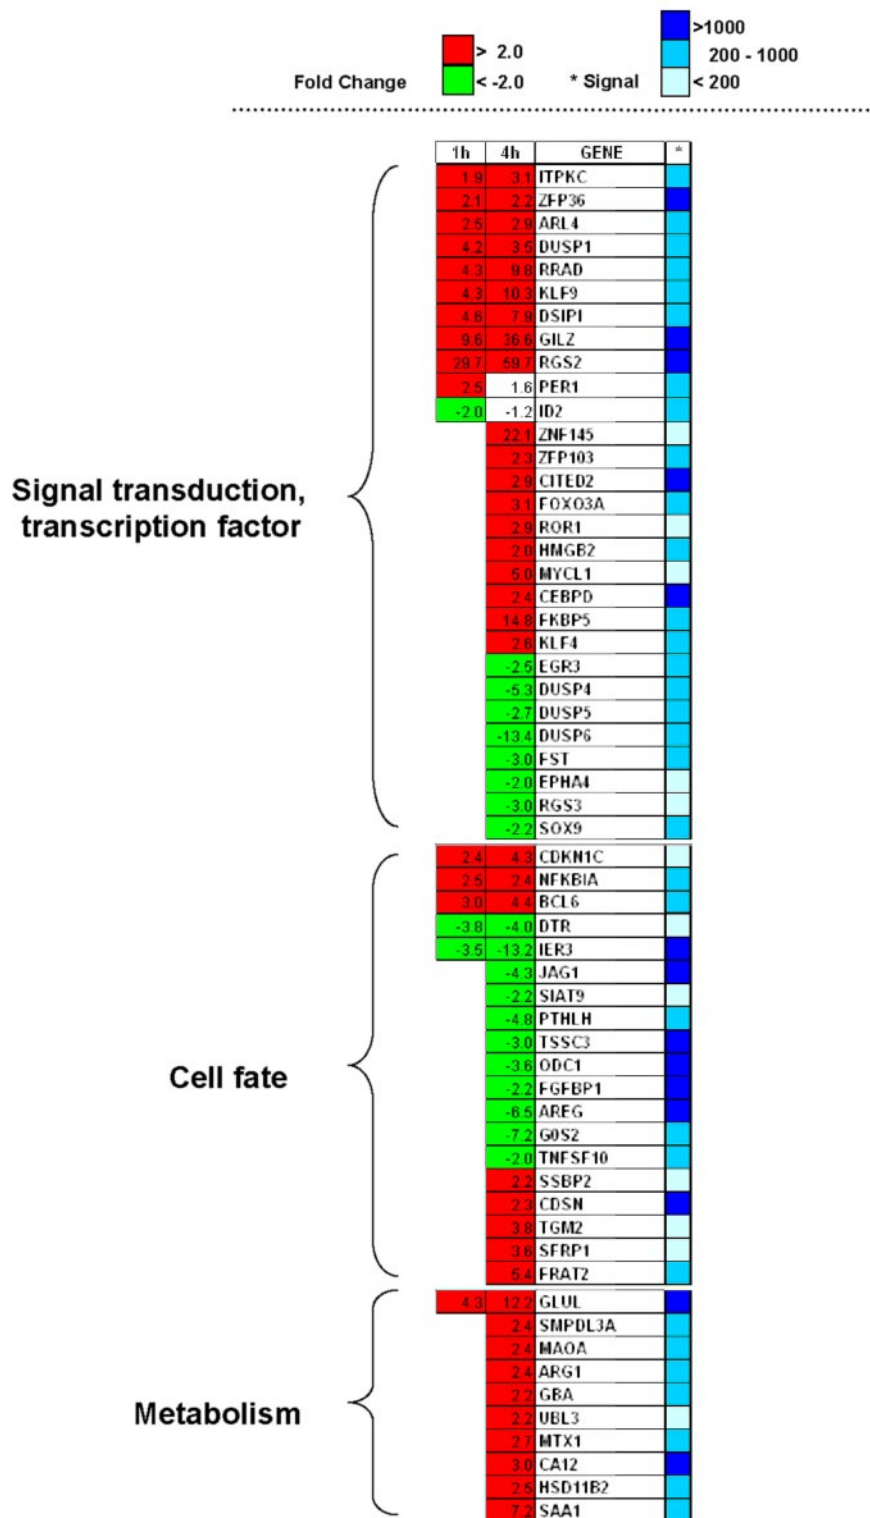 >1000
> 2.0 200 - 1000
Fold Change < -2.0 * Signal < 200
1h 4h GENE *
1.9 3.1 ITPKC
2.1 2.2 ZFP36
2.5 2.9 ARL4
4.2 3.5 DUSP1
4.3 9.8 RRAD
4.3 10.3 KLF9
4.6 7.9 DSIPI
9.6 36.6 GILZ
29.7 59.7 RGS2
2.5 1.6 PER1
-2.0 -1.2 ID2
22.1 ZNF145
2.3 ZFP103
2.9 CITED2
3.1 FOXO3A
2.9 ROR1
2.0 HMGB2
5.0 MYCL1
2.4 CEBPD
14.8 FKBP5
2.6 KLF4
-2.5 EGR3
-5.3 DUSP4
-2.7 DUSP5
-13.4 DUSP6
-3.0 FST
-2.0 EPHA4
-3.0 RGS3
-2.2 SOX9
Signal transduction,
transcription factor
2.4 4.3 CDKN1C
2.5 2.4 NFKBIA
3.0 4.4 BCL6
-3.8 -4.0 DTR
-3.5 -13.2 IER3
-4.3 JAG1
-2.2 SIAT9
-4.8 PTHLH
-3.0 TSSC3
-3.6 ODC1
-2.2 FGFBP1
-6.5 AREG
-7.2 G0S2
-2.0 TNFSF10
2.2 SSBP2
2.3 CDSN
3.8 TGM2
3.6 SFRP1
5.4 FRAT2
Cell fate
4.3 12.2 GLUL
2.4 SMPDL3A
2.4 MAOA
2.4 ARG1
2.2 GBA
2.2 UBL3
2.7 MTX1
3.0 CA12
2.5 HSD11B2
7.2 SAA1
Metabolism